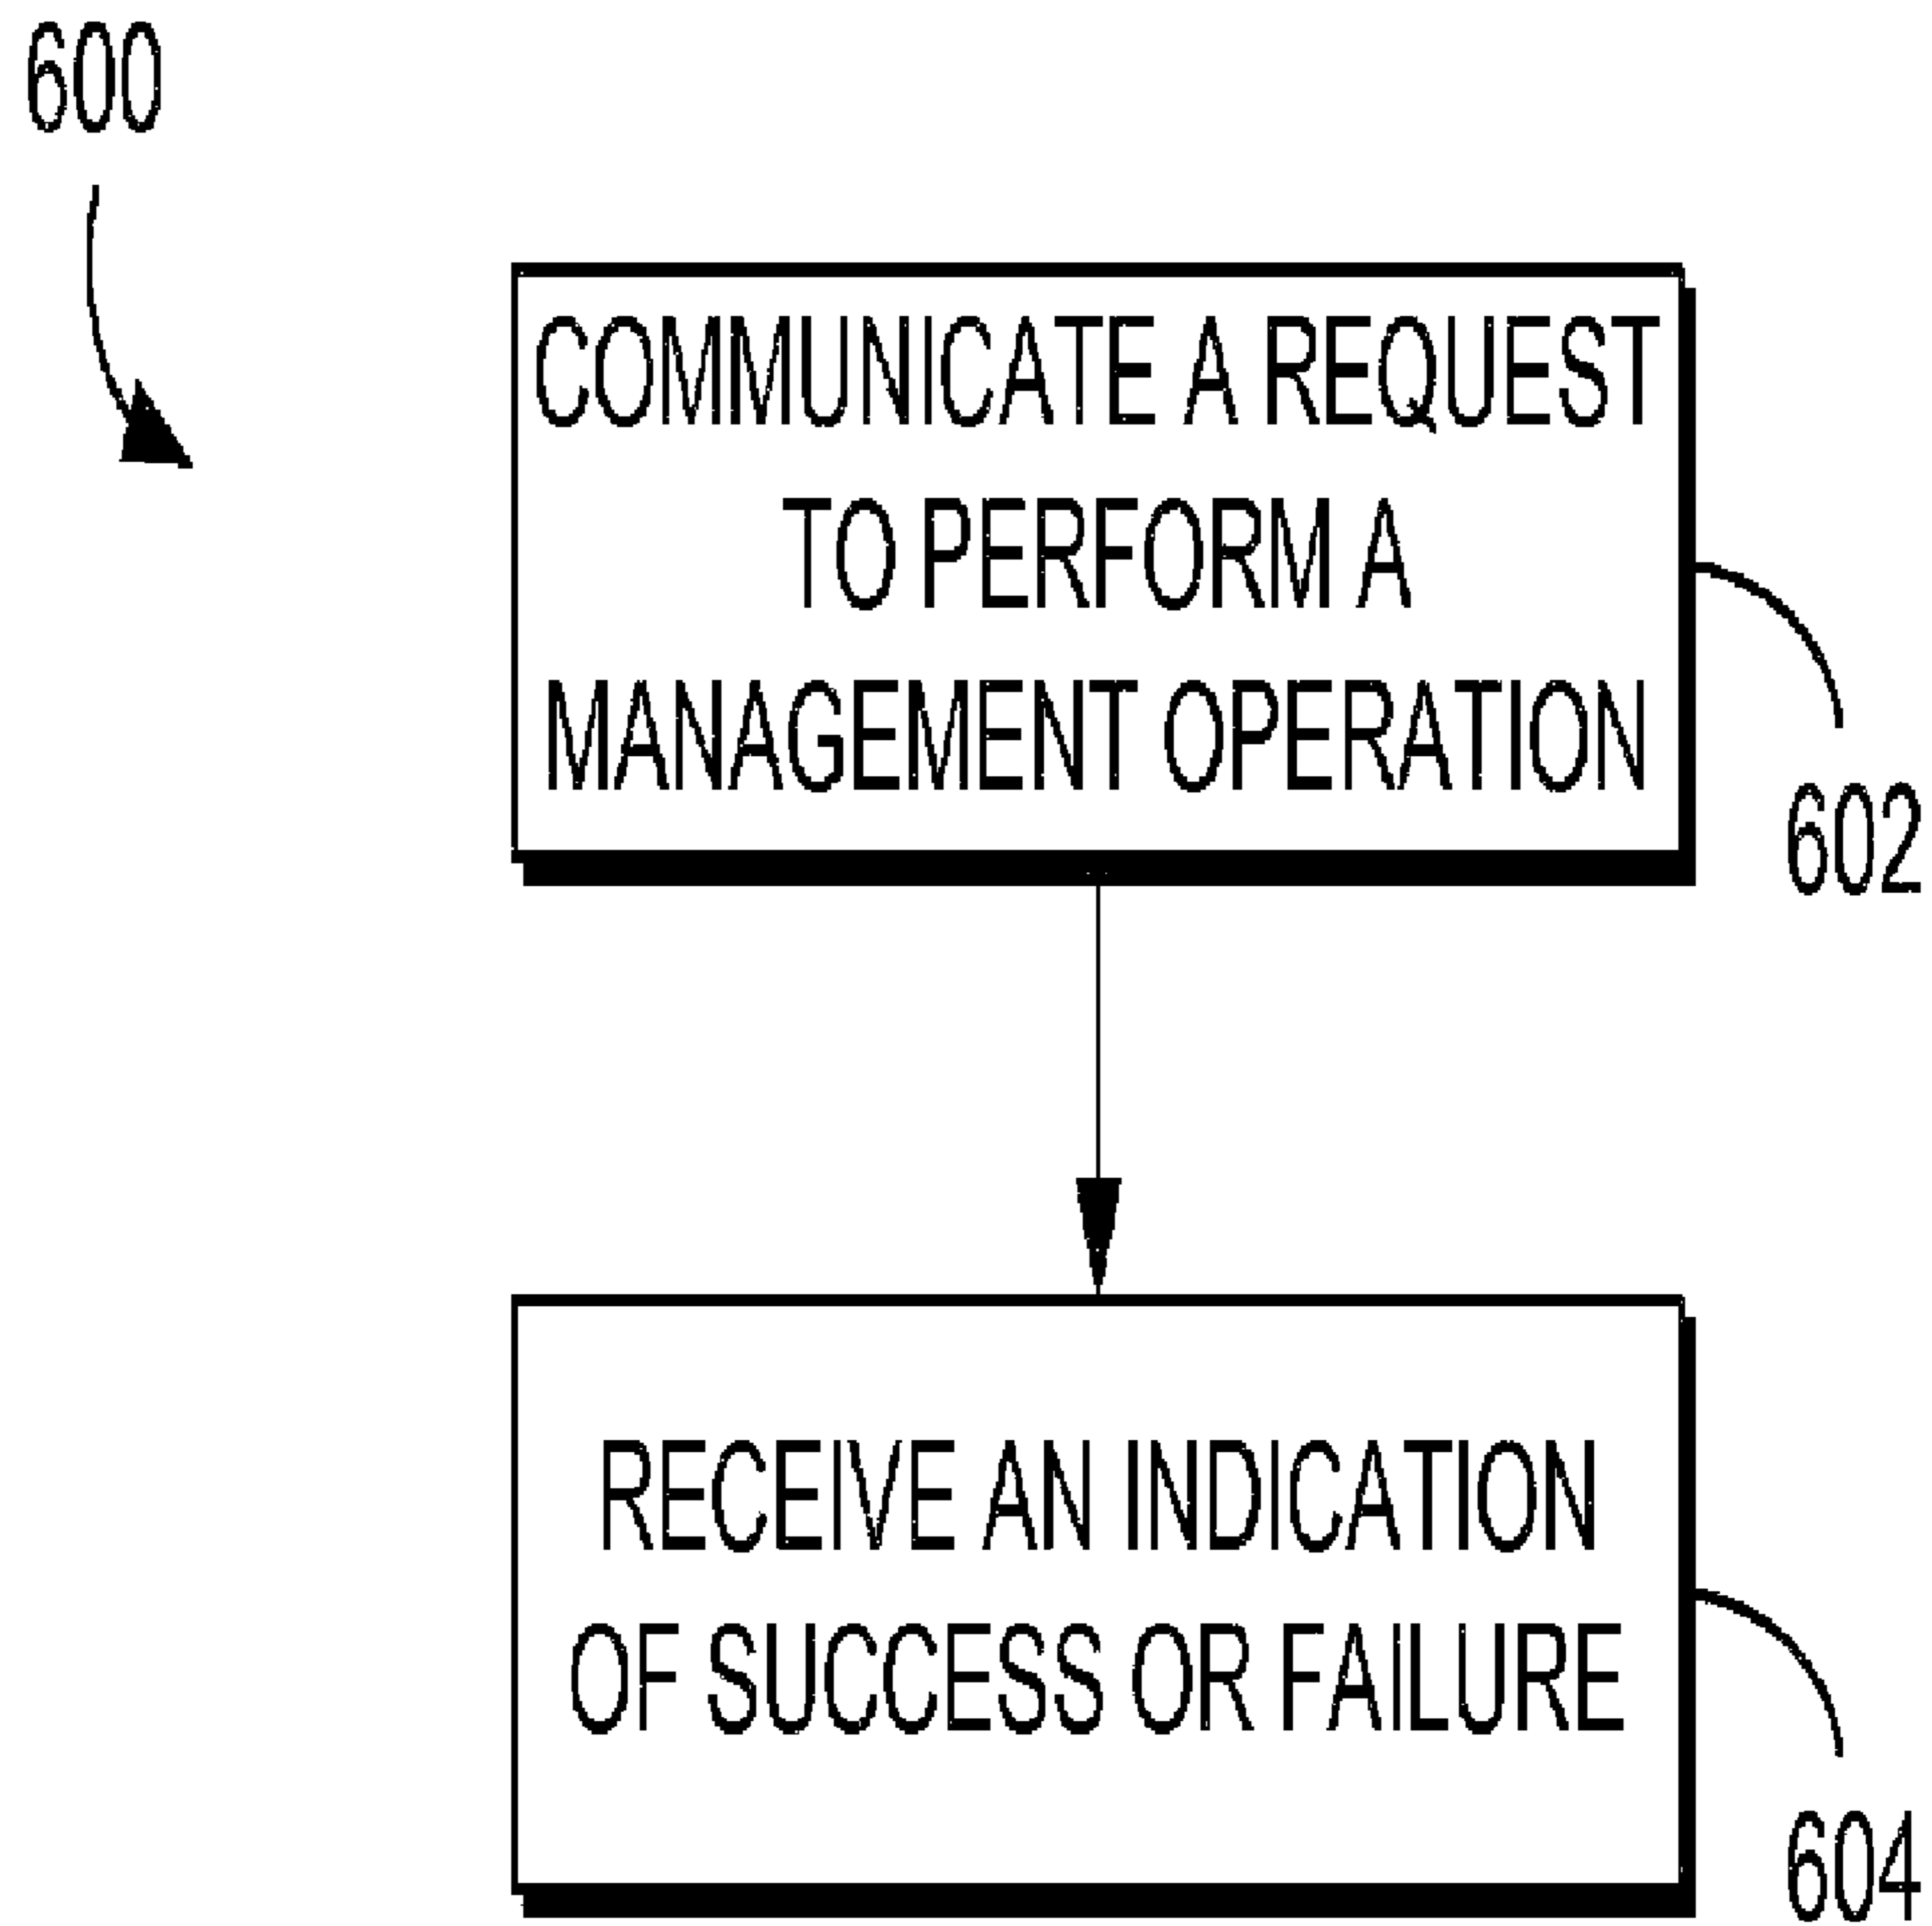 600
COMMUNICATE A REQUEST
TO PERFORM A
MANAGEMENT OPERATION
602
RECEIVE AN INDICATION
OF SUCCESS OR FAILURE
604